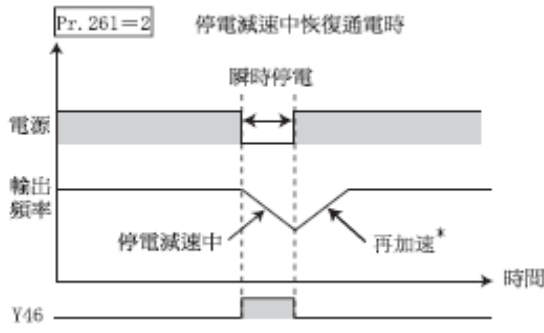 Pr.261=2 停電減速中恢復通電時
瞬時停電
電源
輸出
頻率
停電減速中
再加速*
時間
Y46